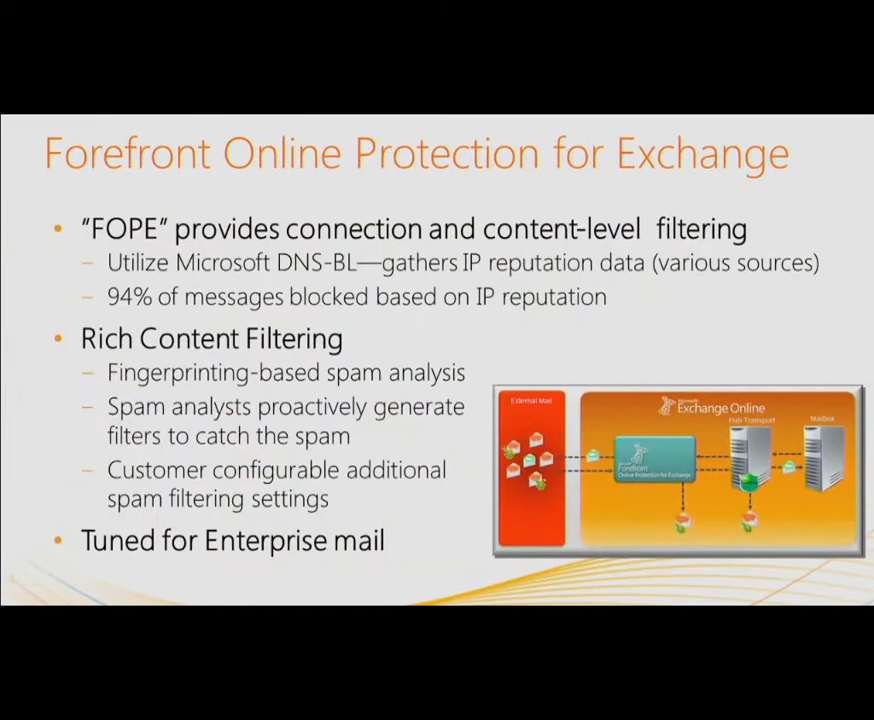 Forefront Online Protection for Exchange
• "FOPE" provides connection and content-level filtering
– Utilize Microsoft DNS-BL—gathers IP reputation data (various sources)
– 94% of messages blocked based on IP reputation
• Rich Content Filtering
– Fingerprinting-based spam analysis
– Spam analysts proactively generate
filters to catch the spam
– Customer configurable additional
spam filtering settings
• Tuned for Enterprise mail
External Mail
Exchange Online
Hub Transport
Mailbox
Forefront
Online Protection for Exchange